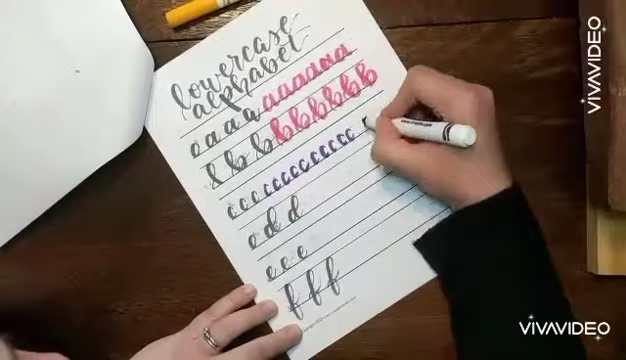 lowercase
alphabet
a a a a a a a a a a
b b b b b b b b b
c c c c c c c c c c c c c
d d d
e e e
f f f
VIVAVIDEO
VIVAVIDEO